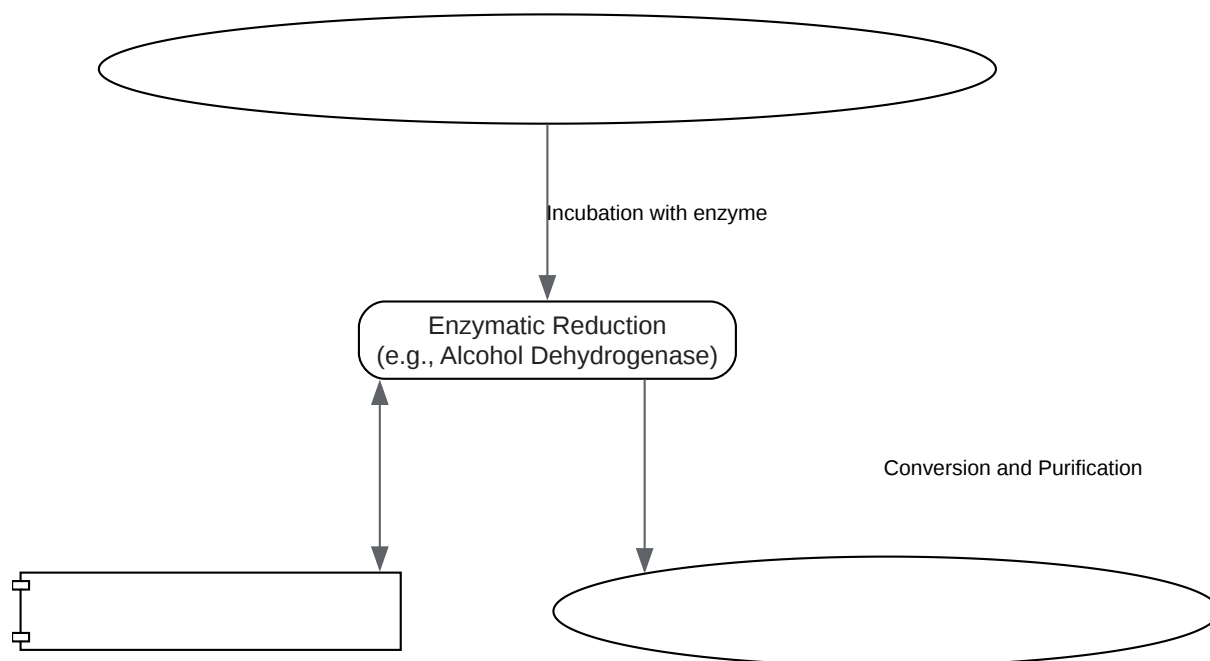 Incubation with enzyme
Enzymatic Reduction
(e.g., Alcohol Dehydrogenase)
Conversion and Purification